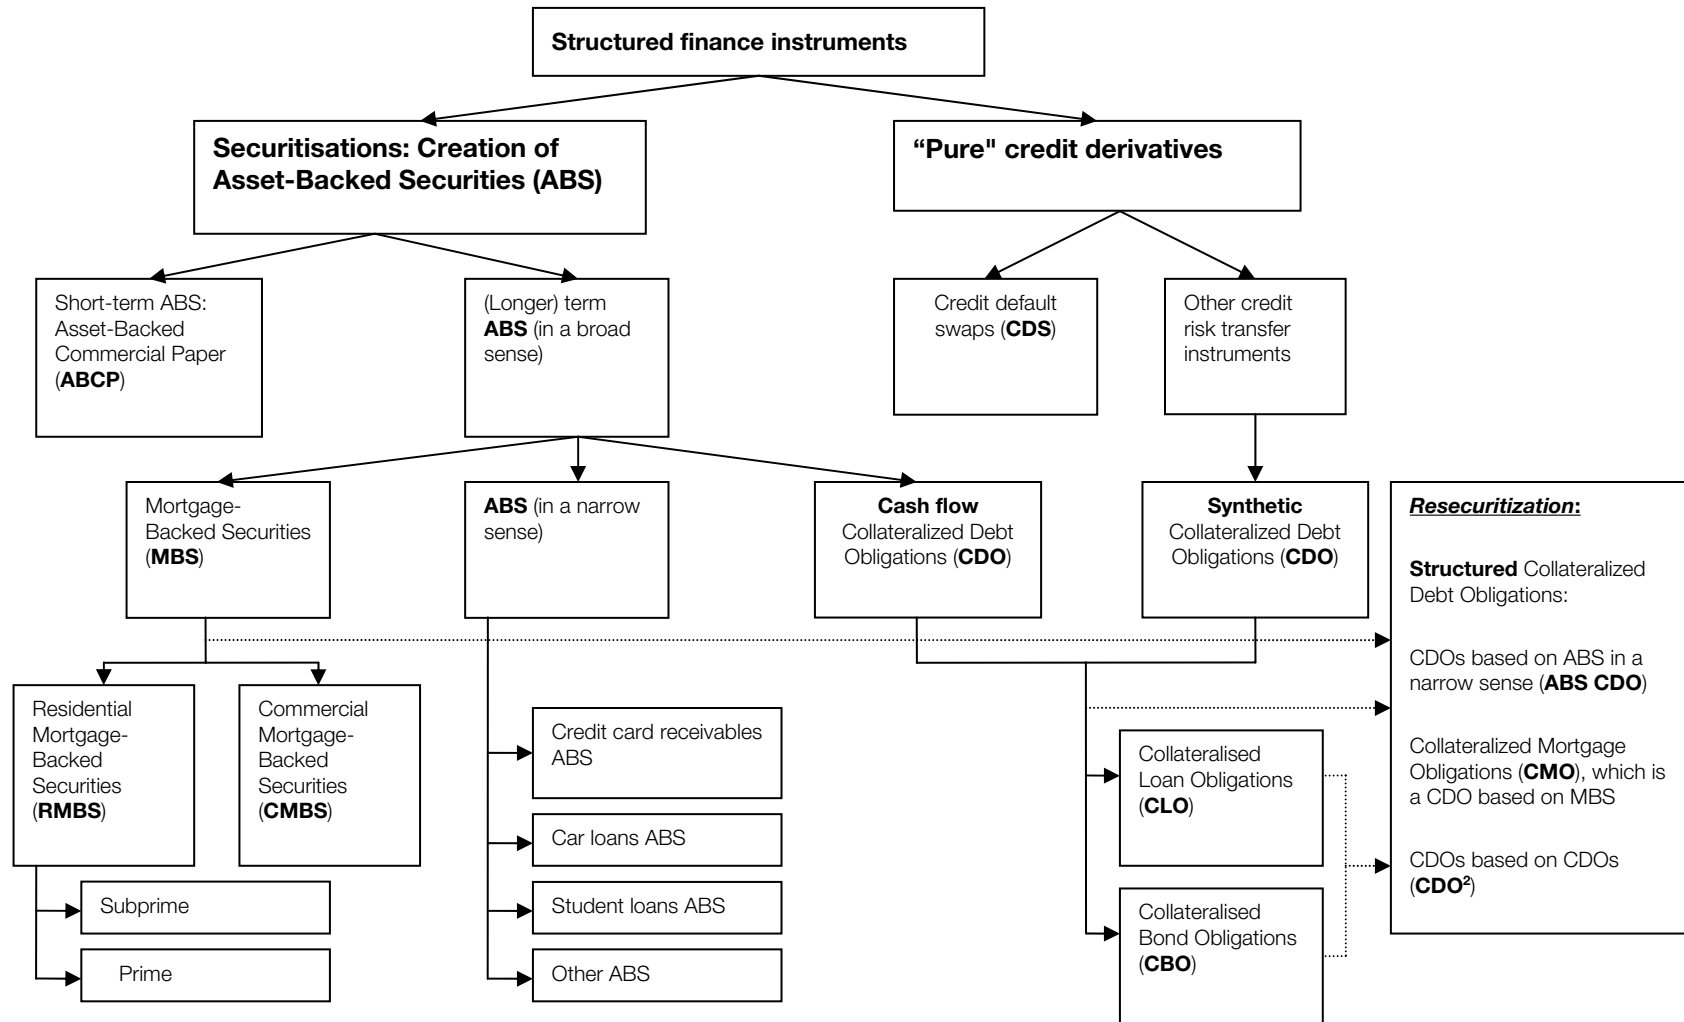 Structured finance instruments
Securitisations: Creation of
Asset-Backed Securities (ABS)
“Pure" credit derivatives
Short-term ABS:
Asset-Backed
Commercial Paper
(ABCP)
(Longer) term
ABS (in a broad
sense)
Credit default
swaps (CDS)
Other credit
risk transfer
instruments
Mortgage-
Backed Securities
(MBS)
ABS (in a narrow
sense)
Cash flow
Collateralized Debt
Obligations (CDO)
Synthetic
Collateralized Debt
Obligations (CDO)
Resecuritization:
Structured Collateralized
Debt Obligations:
CDOs based on ABS in a
narrow sense (ABS CDO)
Collateralized Mortgage
Obligations (CMO), which is
a CDO based on MBS
CDOs based on CDOs
(CDO²)
Residential
Mortgage-
Backed
Securities
(RMBS)
Commercial
Mortgage-
Backed
Securities
(CMBS)
Subprime
Prime
Credit card receivables
ABS
Car loans ABS
Student loans ABS
Other ABS
Collateralised
Loan Obligations
(CLO)
Collateralised
Bond Obligations
(CBO)